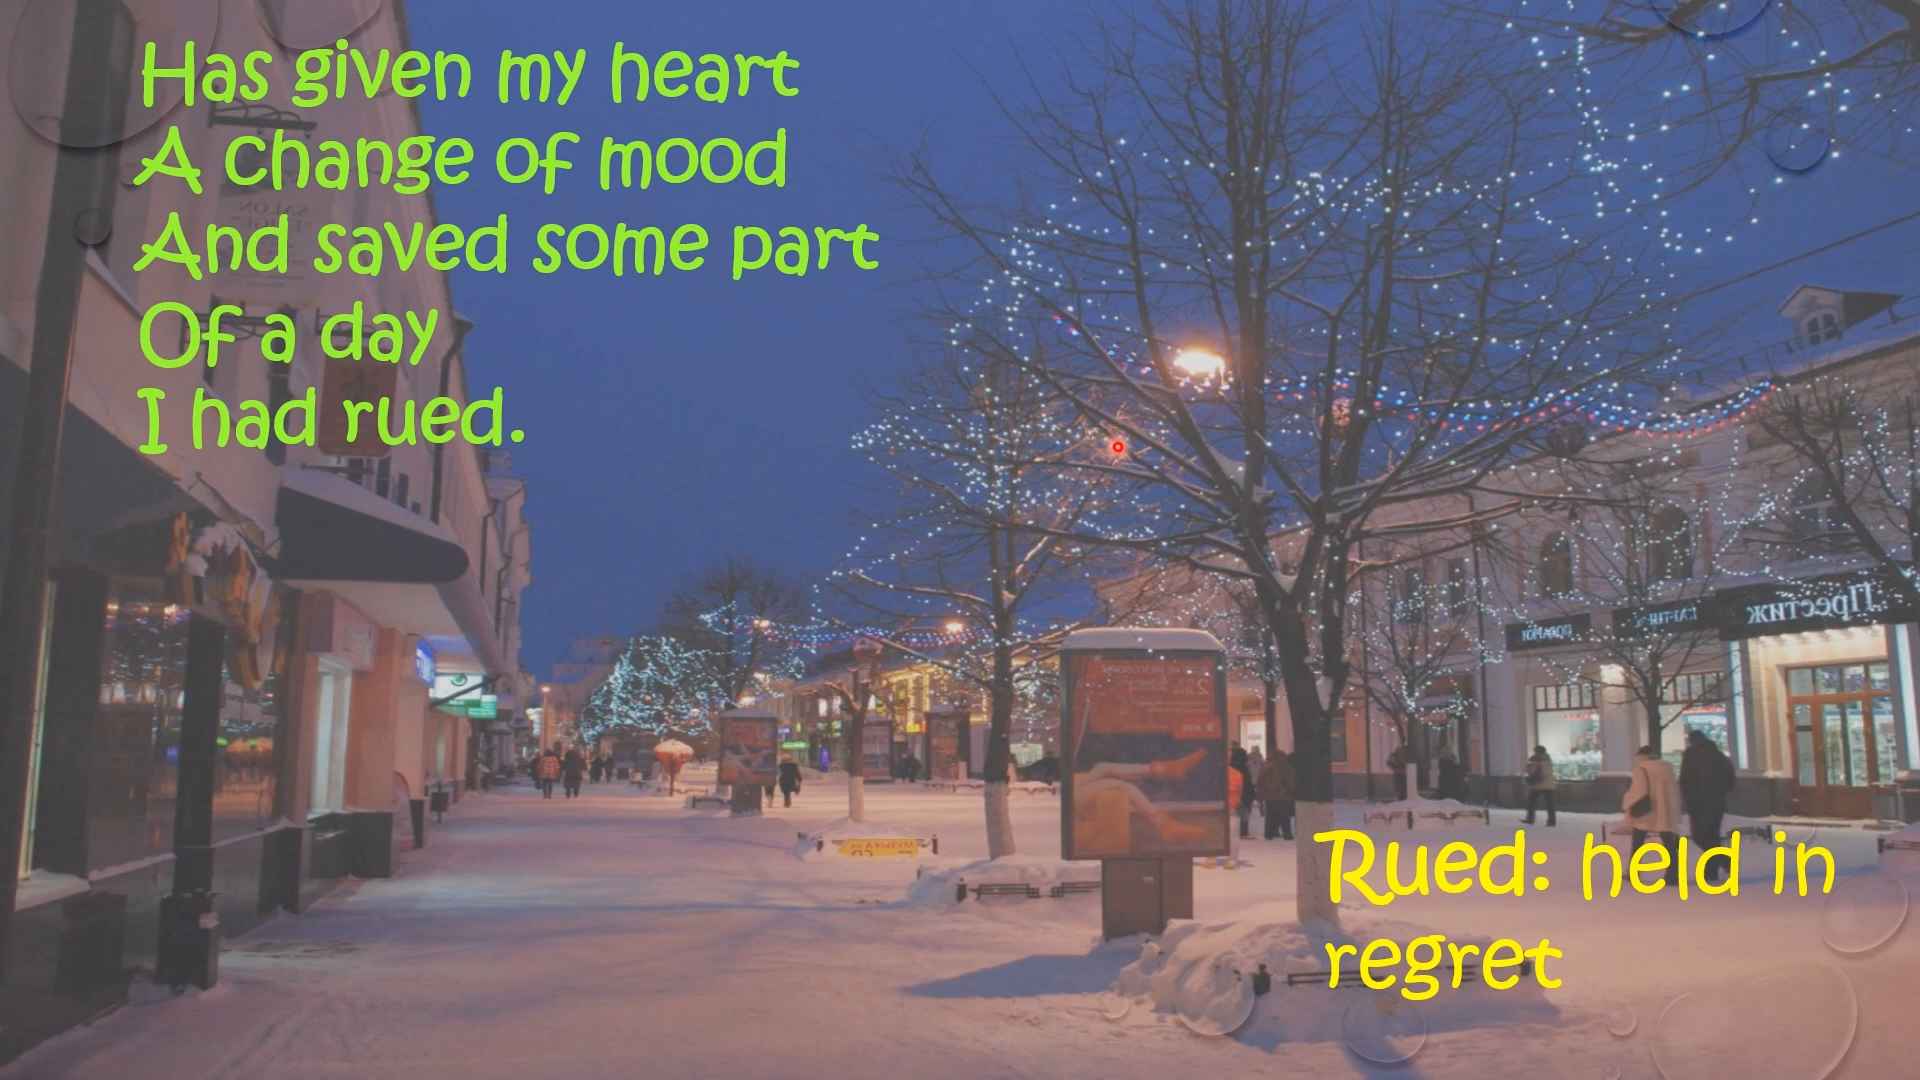 Has given my heart
A change of mood
And saved some part
Of a day
I had rued.
Престиж
Rued: held in
regret